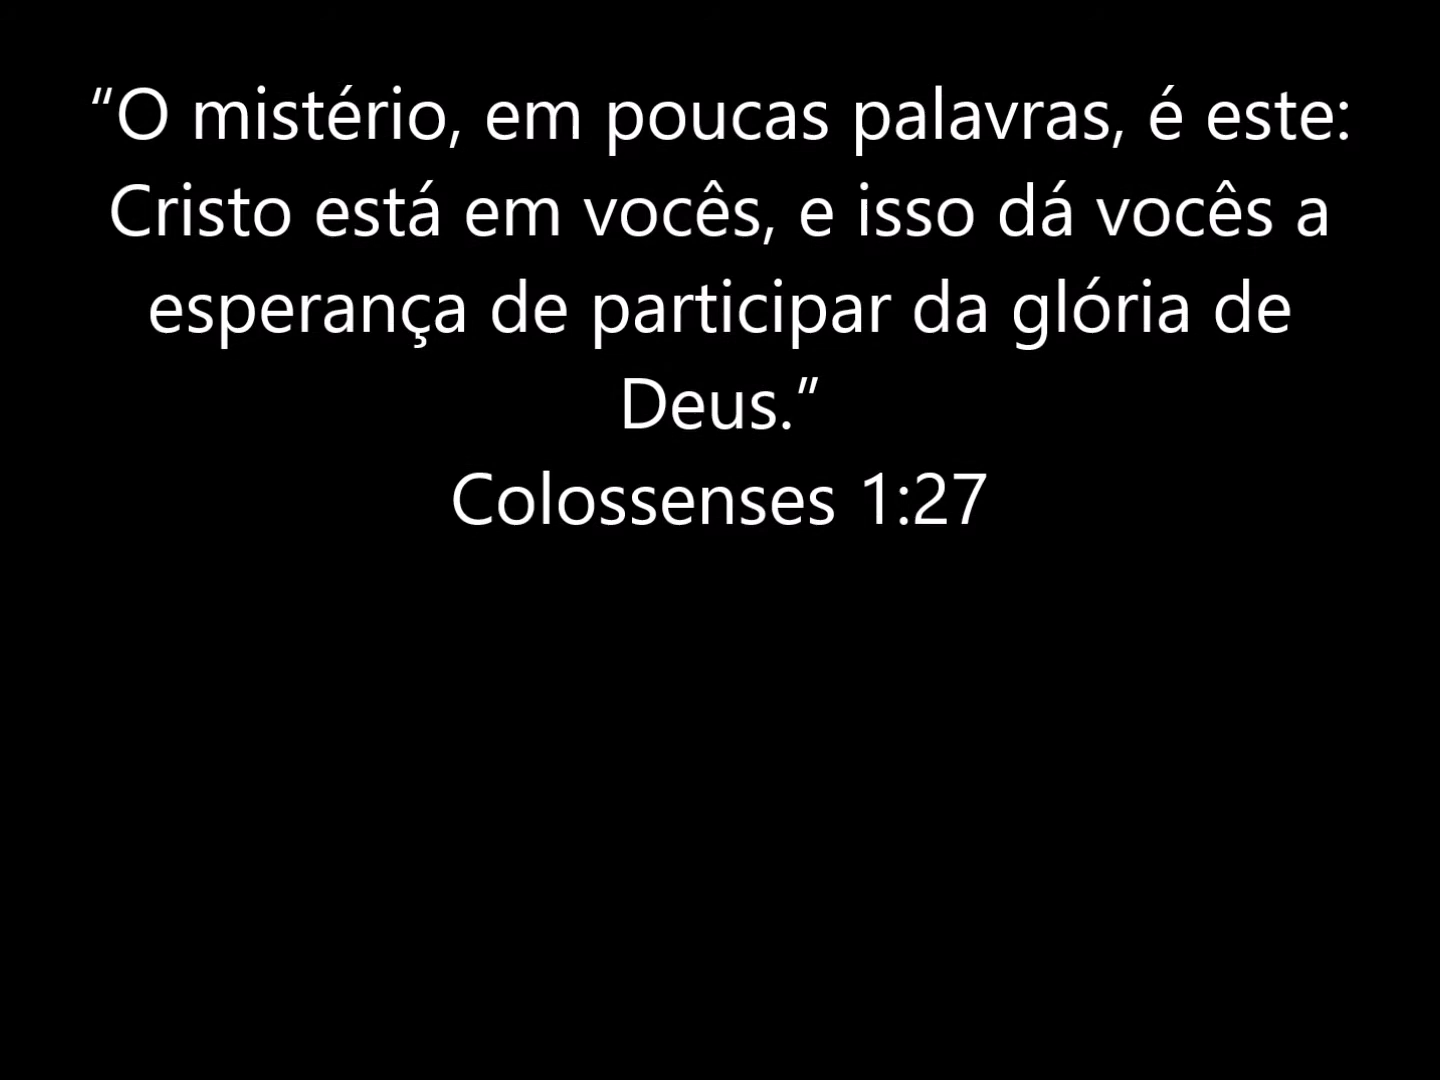 “O mistério, em poucas palavras, é este:
Cristo está em vocês, e isso dá vocês a
esperança de participar da glória de
Deus.”
Colossenses 1:27